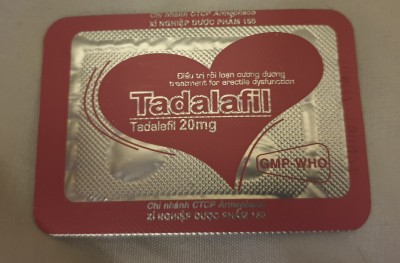 Chi nhánh CTCP Armephaco
XÍ NGHIỆP DƯỢC PHẨM 150
Điều trị rối loạn cương dương
treatment for erectile dysfunction
Tadalafil
Tadalafil 20mg
GMP-WHO
Chi nhánh CTCP Armephaco
XÍ NGHIỆP DƯỢC PHẨM 150